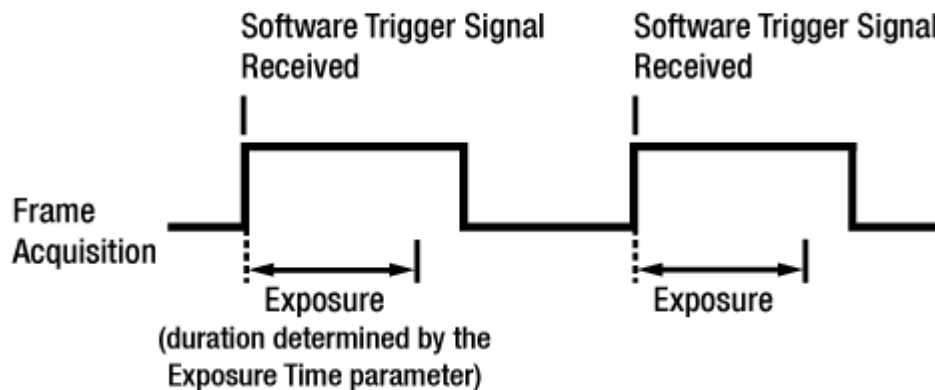 Software Trigger Signal
Received
Software Trigger Signal
Received
Frame
Acquisition
Exposure
(duration determined by the
Exposure Time parameter)
Exposure